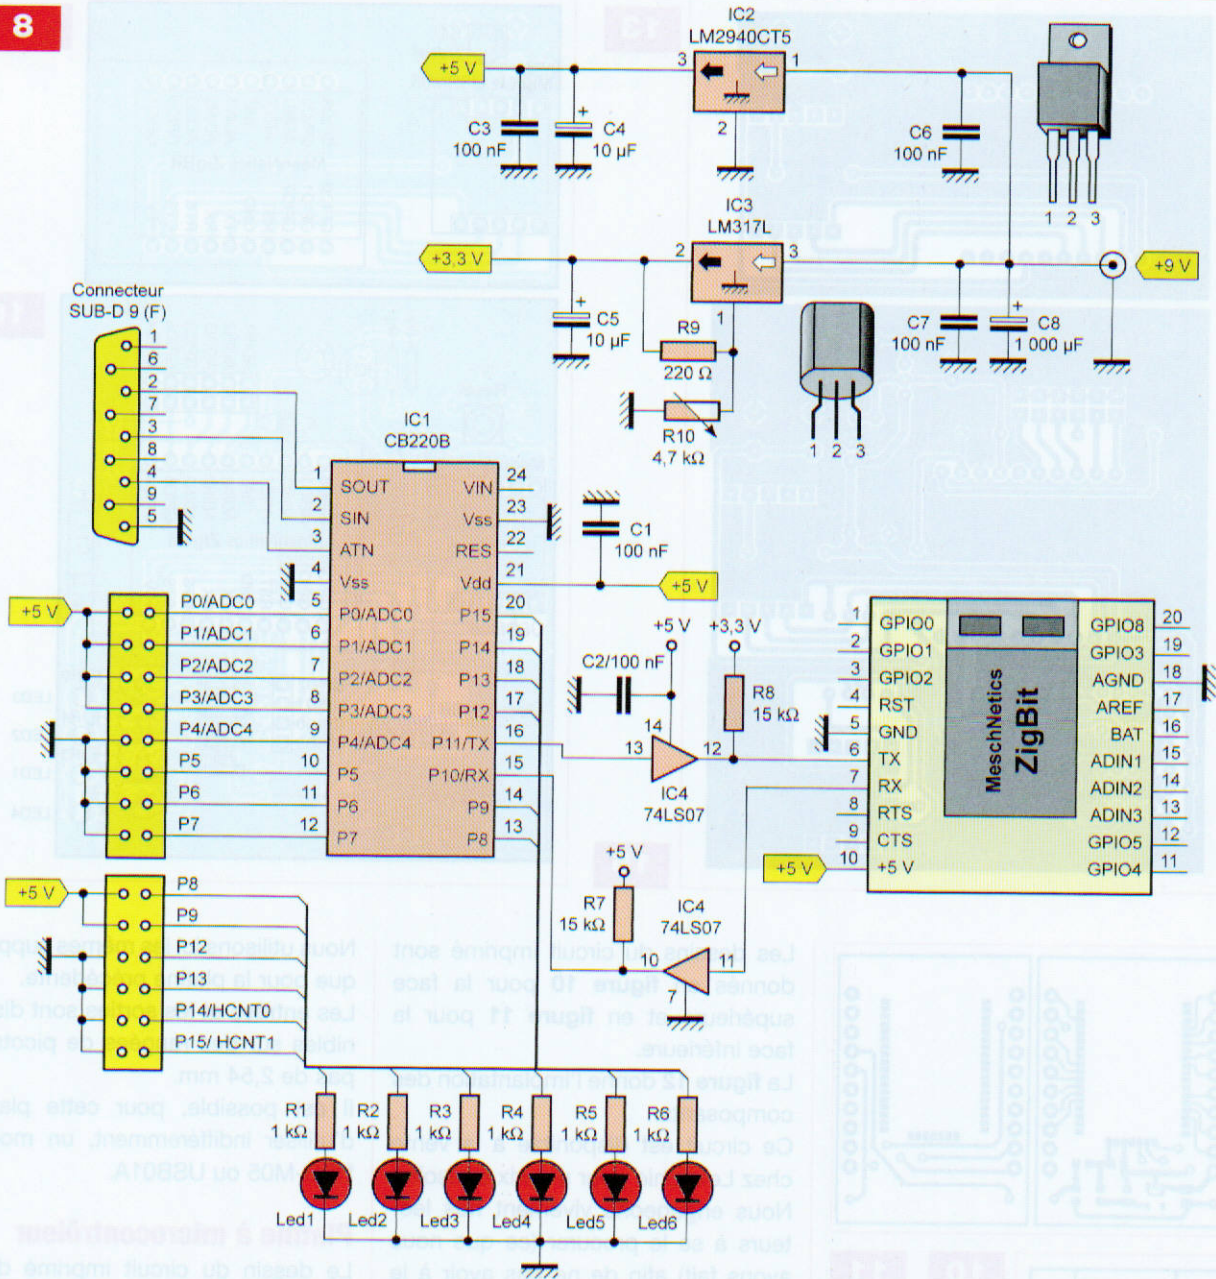 8
IC2
LM2940CT5
+5 V
3
1
2
C3
100 nF
+
C4
10 µF
C6
100 nF
1 2 3
IC3
LM317L
+3,3 V
2
3
1
+9 V
+
C5
10 µF
R9
220 Ω
R10
4,7 kΩ
C7
100 nF
+
C8
1 000 µF
1 2 3
Connecteur
SUB-D 9 (F)
1
6
2
7
3
8
4
9
5
IC1
CB220B
1 SOUT VIN 24
2 SIN Vss 23
3 ATN RES 22
4 Vss Vdd 21
5 P0/ADC0 P15 20
6 P1/ADC1 P14 19
7 P2/ADC2 P13 18
8 P3/ADC3 P12 17
9 P4/ADC4 P11/TX 16
10 P5 P10/RX 15
11 P6 P9 14
12 P7 P8 13
C1
100 nF
+5 V
+5 V
P0/ADC0
P1/ADC1
P2/ADC2
P3/ADC3
P4/ADC4
P5
P6
P7
+5 V
P8
P9
P12
P13
P14/HCNT0
P15/ HCNT1
+5 V
+3,3 V
C2/100 nF
R8
15 kΩ
14
13
12
IC4
74LS07
+5 V
R7
15 kΩ
IC4
74LS07
10
11
7
MeschNetics
ZigBit
1 GPIO0 GPIO8 20
2 GPIO1 GPIO3 19
3 GPIO2 AGND 18
4 RST AREF 17
5 GND BAT 16
6 TX ADIN1 15
7 RX ADIN2 14
8 RTS ADIN3 13
9 CTS GPIO5 12
10 +5 V GPIO4 11
+5 V
R1
1 kΩ
R2
1 kΩ
R3
1 kΩ
R4
1 kΩ
R5
1 kΩ
R6
1 kΩ
Led1
Led2
Led3
Led4
Led5
Led6